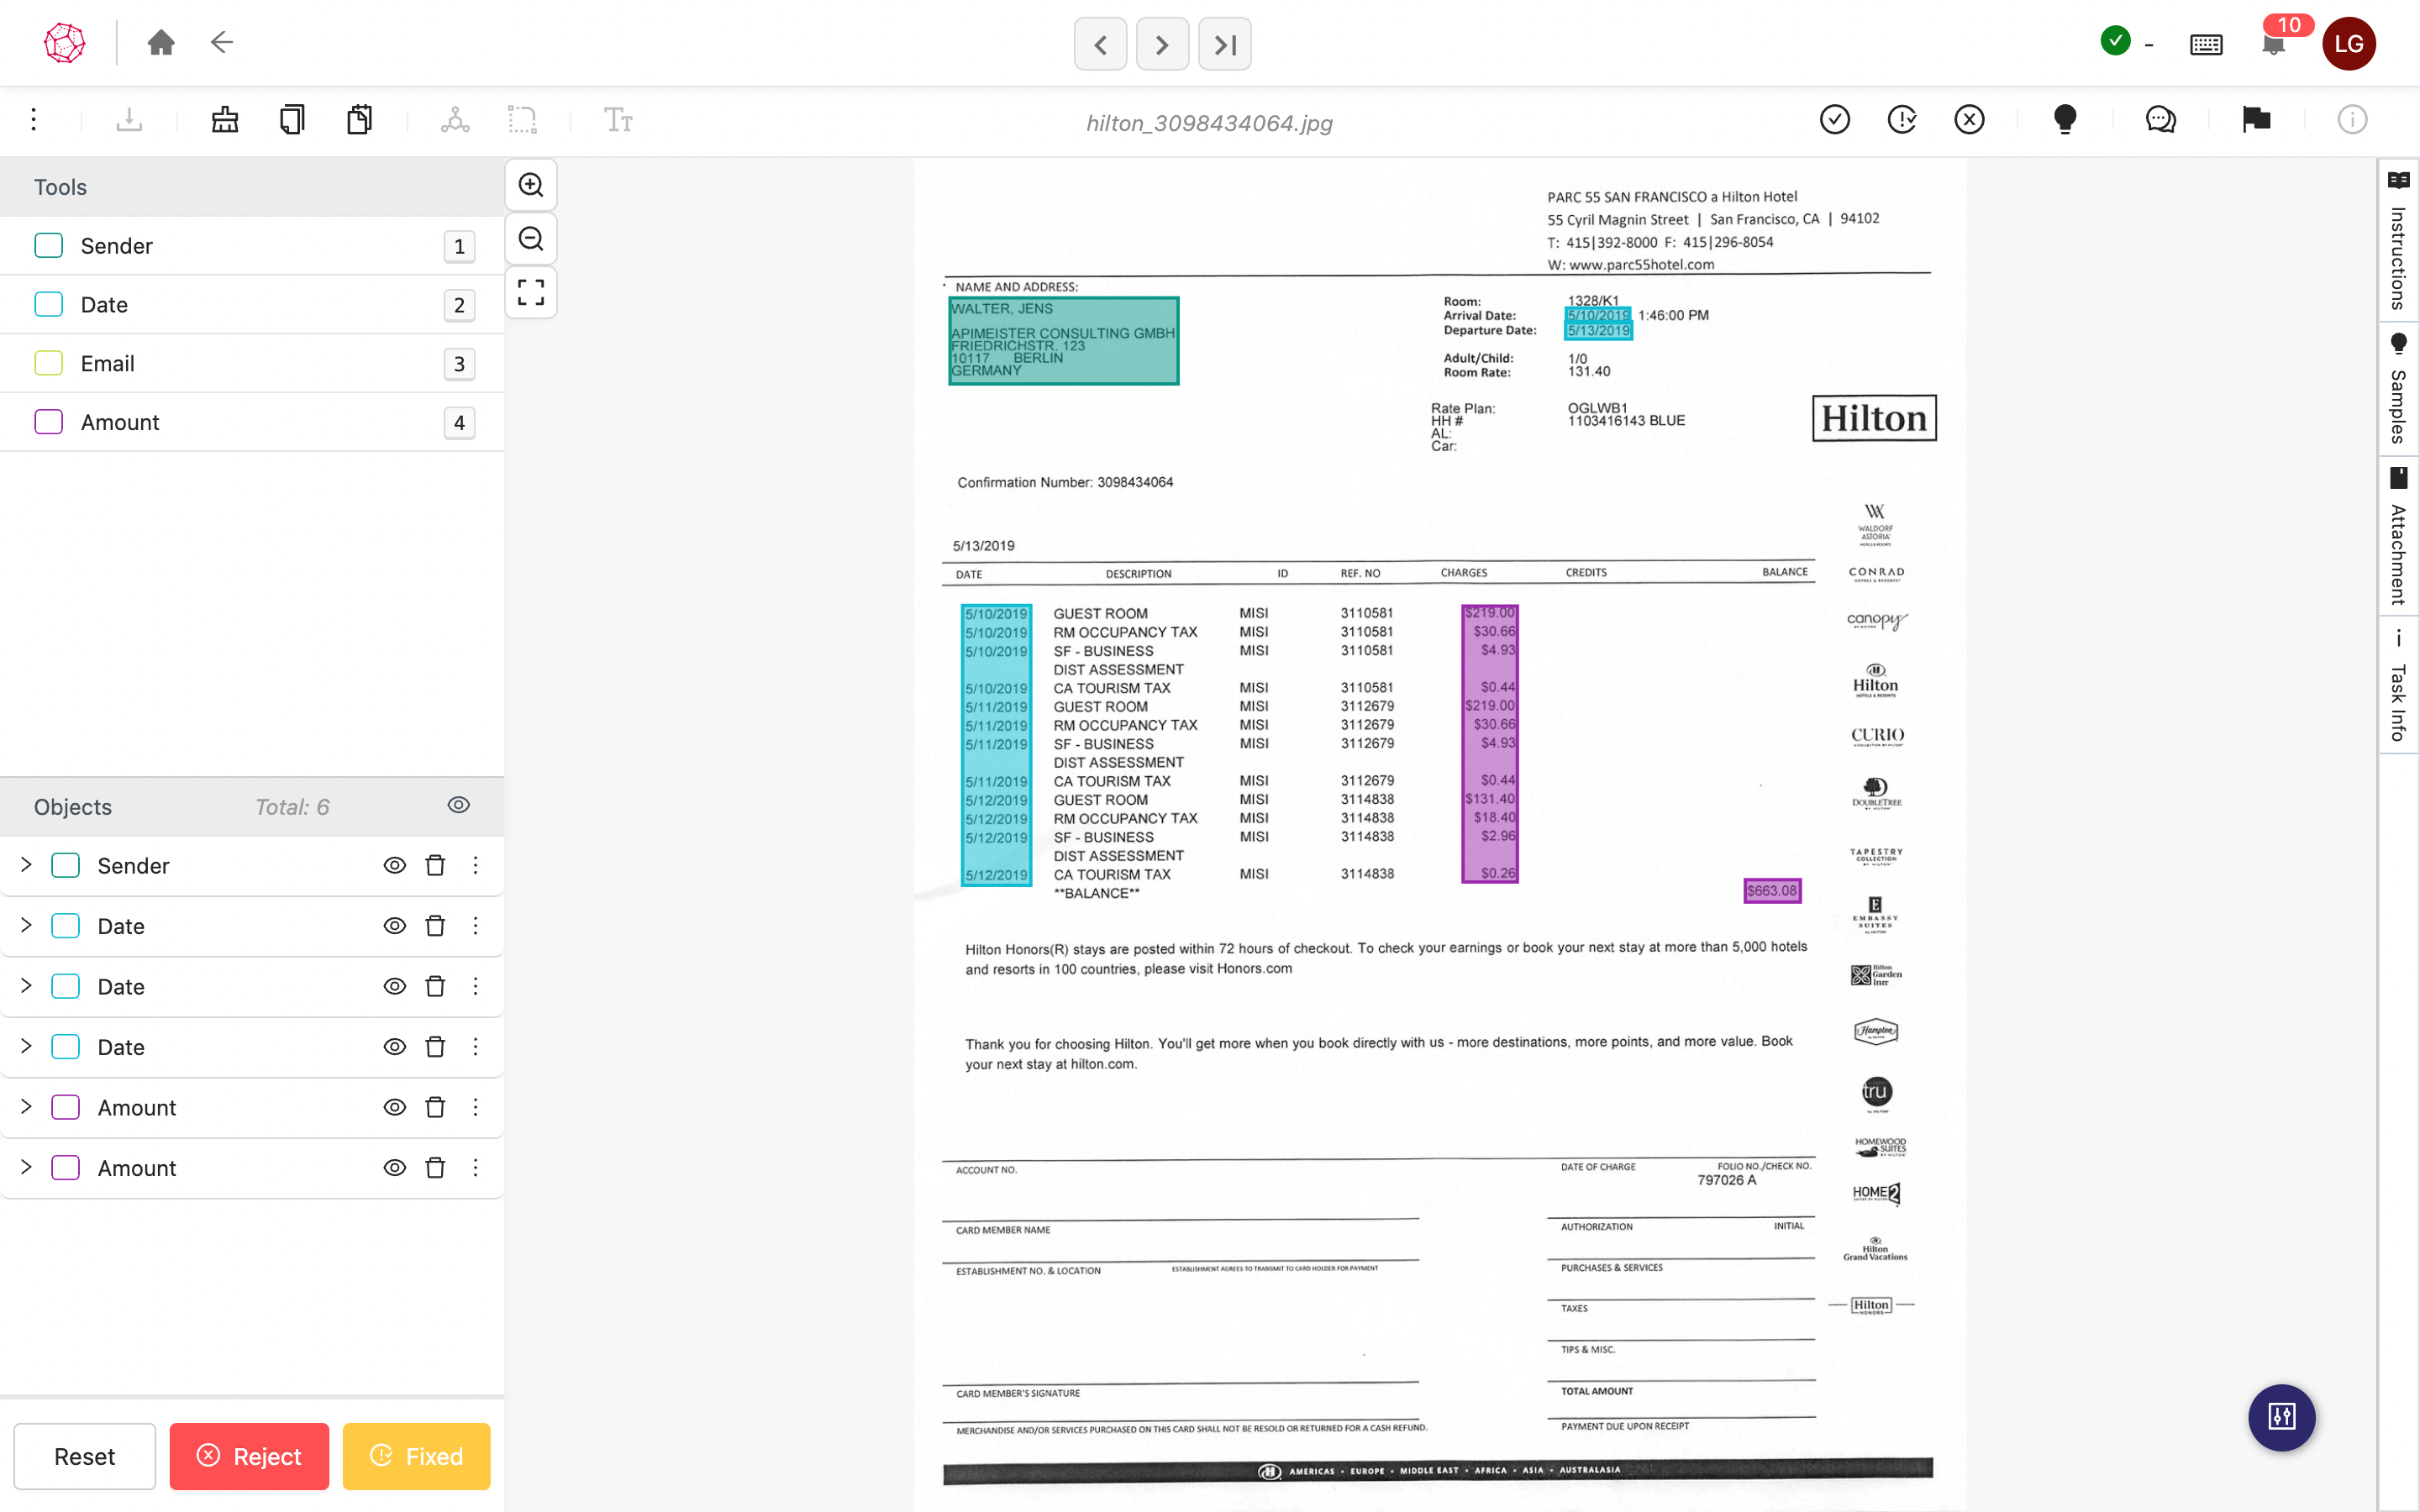 10
LG
hilton_3098434064.jpg
Tools
Sender 1
Date 2
Email 3
Amount 4
Objects Total: 6
Sender
Date
Date
Date
Amount
Amount
Reset
Reject
Fixed
PARC 55 SAN FRANCISCO a Hilton Hotel
55 Cyril Magnin Street | San Francisco, CA | 94102
T: 415|392-8000 F: 415|296-8054
W: www.parc55hotel.com
NAME AND ADDRESS:
WALTER, JENS
APIMEISTER CONSULTING GMBH
FRIEDRICHSTR. 123
10117 BERLIN
GERMANY
Room: 1328/K1
Arrival Date: 5/10/2019 1:46:00 PM
Departure Date: 5/13/2019
Adult/Child: 1/0
Room Rate: 131.40
Rate Plan: OGLWB1
HH # 1103416143 BLUE
AL:
Car:
Hilton
Confirmation Number: 3098434064
5/13/2019
DATE DESCRIPTION ID REF. NO CHARGES CREDITS BALANCE
5/10/2019 GUEST ROOM MISI 3110581 $219.00
5/10/2019 RM OCCUPANCY TAX MISI 3110581 $30.66
5/10/2019 SF - BUSINESS MISI 3110581 $4.93
DIST ASSESSMENT
5/10/2019 CA TOURISM TAX MISI 3110581 $0.44
5/11/2019 GUEST ROOM MISI 3112679 $219.00
5/11/2019 RM OCCUPANCY TAX MISI 3112679 $30.66
5/11/2019 SF - BUSINESS MISI 3112679 $4.93
DIST ASSESSMENT
5/11/2019 CA TOURISM TAX MISI 3112679 $0.44
5/12/2019 GUEST ROOM MISI 3114838 $131.40
5/12/2019 RM OCCUPANCY TAX MISI 3114838 $18.40
5/12/2019 SF - BUSINESS MISI 3114838 $2.96
DIST ASSESSMENT
5/12/2019 CA TOURISM TAX MISI 3114838 $0.26
**BALANCE** $663.08
Hilton Honors(R) stays are posted within 72 hours of checkout. To check your earnings or book your next stay at more than 5,000 hotels
and resorts in 100 countries, please visit Honors.com
Thank you for choosing Hilton. You'll get more when you book directly with us - more destinations, more points, and more value. Book
your next stay at hilton.com.
ACCOUNT NO.
DATE OF CHARGE FOLIO NO./CHECK NO.
797026 A
CARD MEMBER NAME
AUTHORIZATION INITIAL
ESTABLISHMENT NO. & LOCATION ESTABLISHMENT AGREES TO TRANSMIT TO CARD HOLDER FOR PAYMENT
PURCHASES & SERVICES
TAXES
TIPS & MISC.
CARD MEMBER'S SIGNATURE
TOTAL AMOUNT
MERCHANDISE AND/OR SERVICES PURCHASED ON THIS CARD SHALL NOT BE RESOLD OR RETURNED FOR A CASH REFUND.
PAYMENT DUE UPON RECEIPT
AMERICAS • EUROPE • MIDDLE EAST • AFRICA • ASIA • AUSTRALASIA
WALDORF
ASTORIA
CONRAD
canopy
Hilton
CURIO
DOUBLETREE
TAPESTRY
COLLECTION
EMBASSY
SUITES
Hilton
Garden
Inn
Hampton
tru
HOMEWOOD
SUITES
HOME2
Hilton
Grand Vacations
Hilton
HONORS
Instructions
Samples
Attachment
Task Info